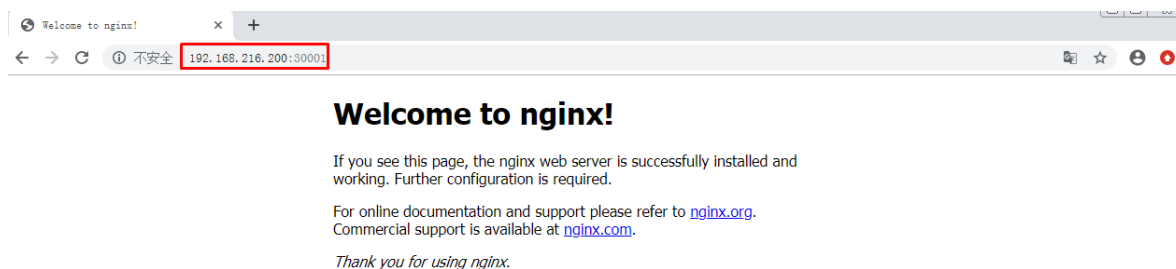 Welcome to nginx!
不安全 192.168.216.200:30001
Welcome to nginx!
If you see this page, the nginx web server is successfully installed and
working. Further configuration is required.
For online documentation and support please refer to nginx.org.
Commercial support is available at nginx.com.
Thank you for using nginx.